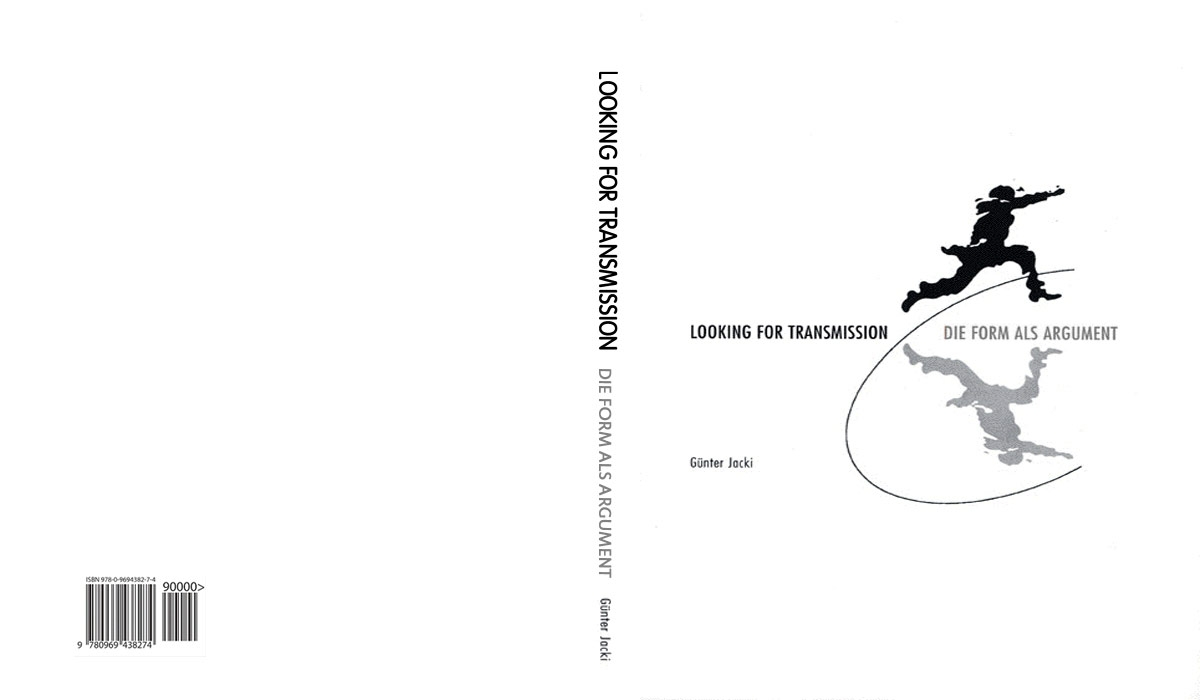 ISBN 978-0-9694382-7-4
90000>
9 780969 438274
LOOKING FOR TRANSMISSION DIE FORM ALS ARGUMENT Günter Jacki
LOOKING FOR TRANSMISSION DIE FORM ALS ARGUMENT
Günter Jacki